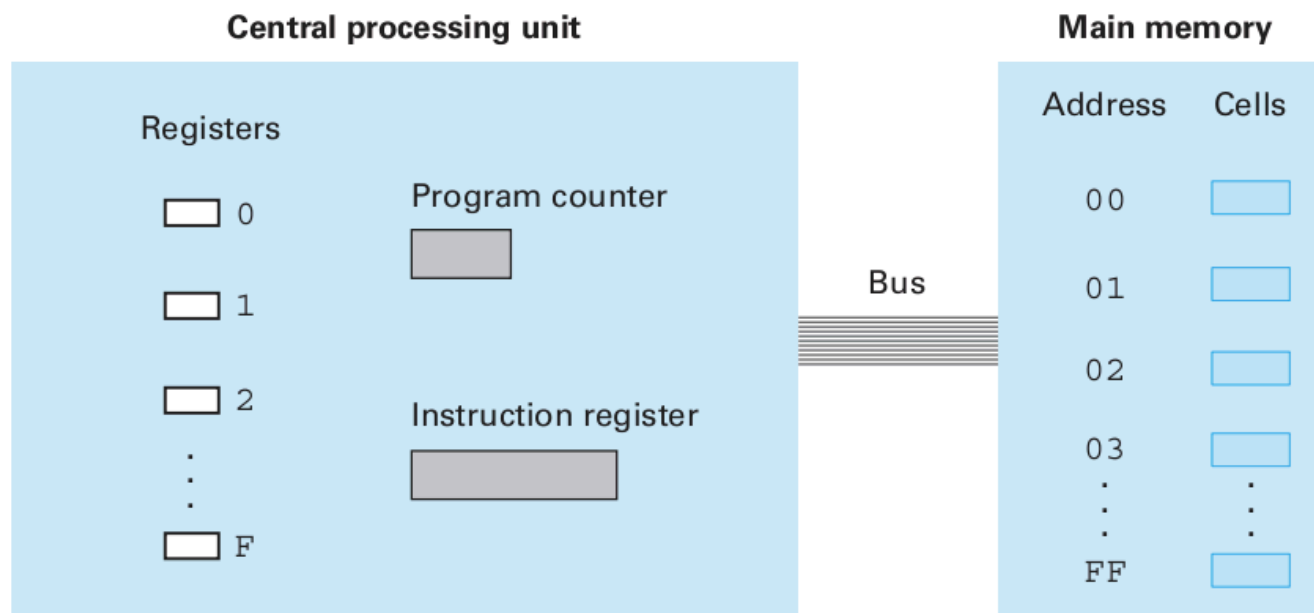 Central processing unit
Registers
0
1
2
F
Program counter
Instruction register
Bus
Main memory
Address Cells
00
01
02
03
FF